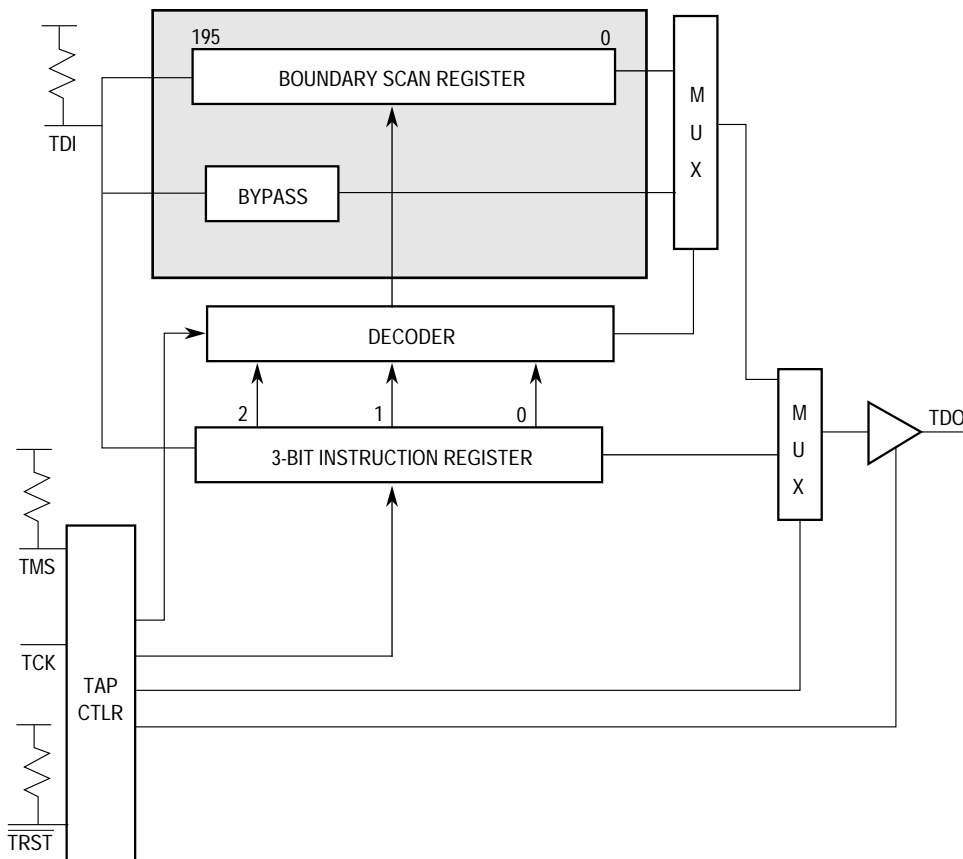 195 0
BOUNDARY SCAN REGISTER
M
U
X
TDI
BYPASS
DECODER
2 1 0
3-BIT INSTRUCTION REGISTER
M
U
X
TDO
TMS
TCK
TAP
CTLR
TRST